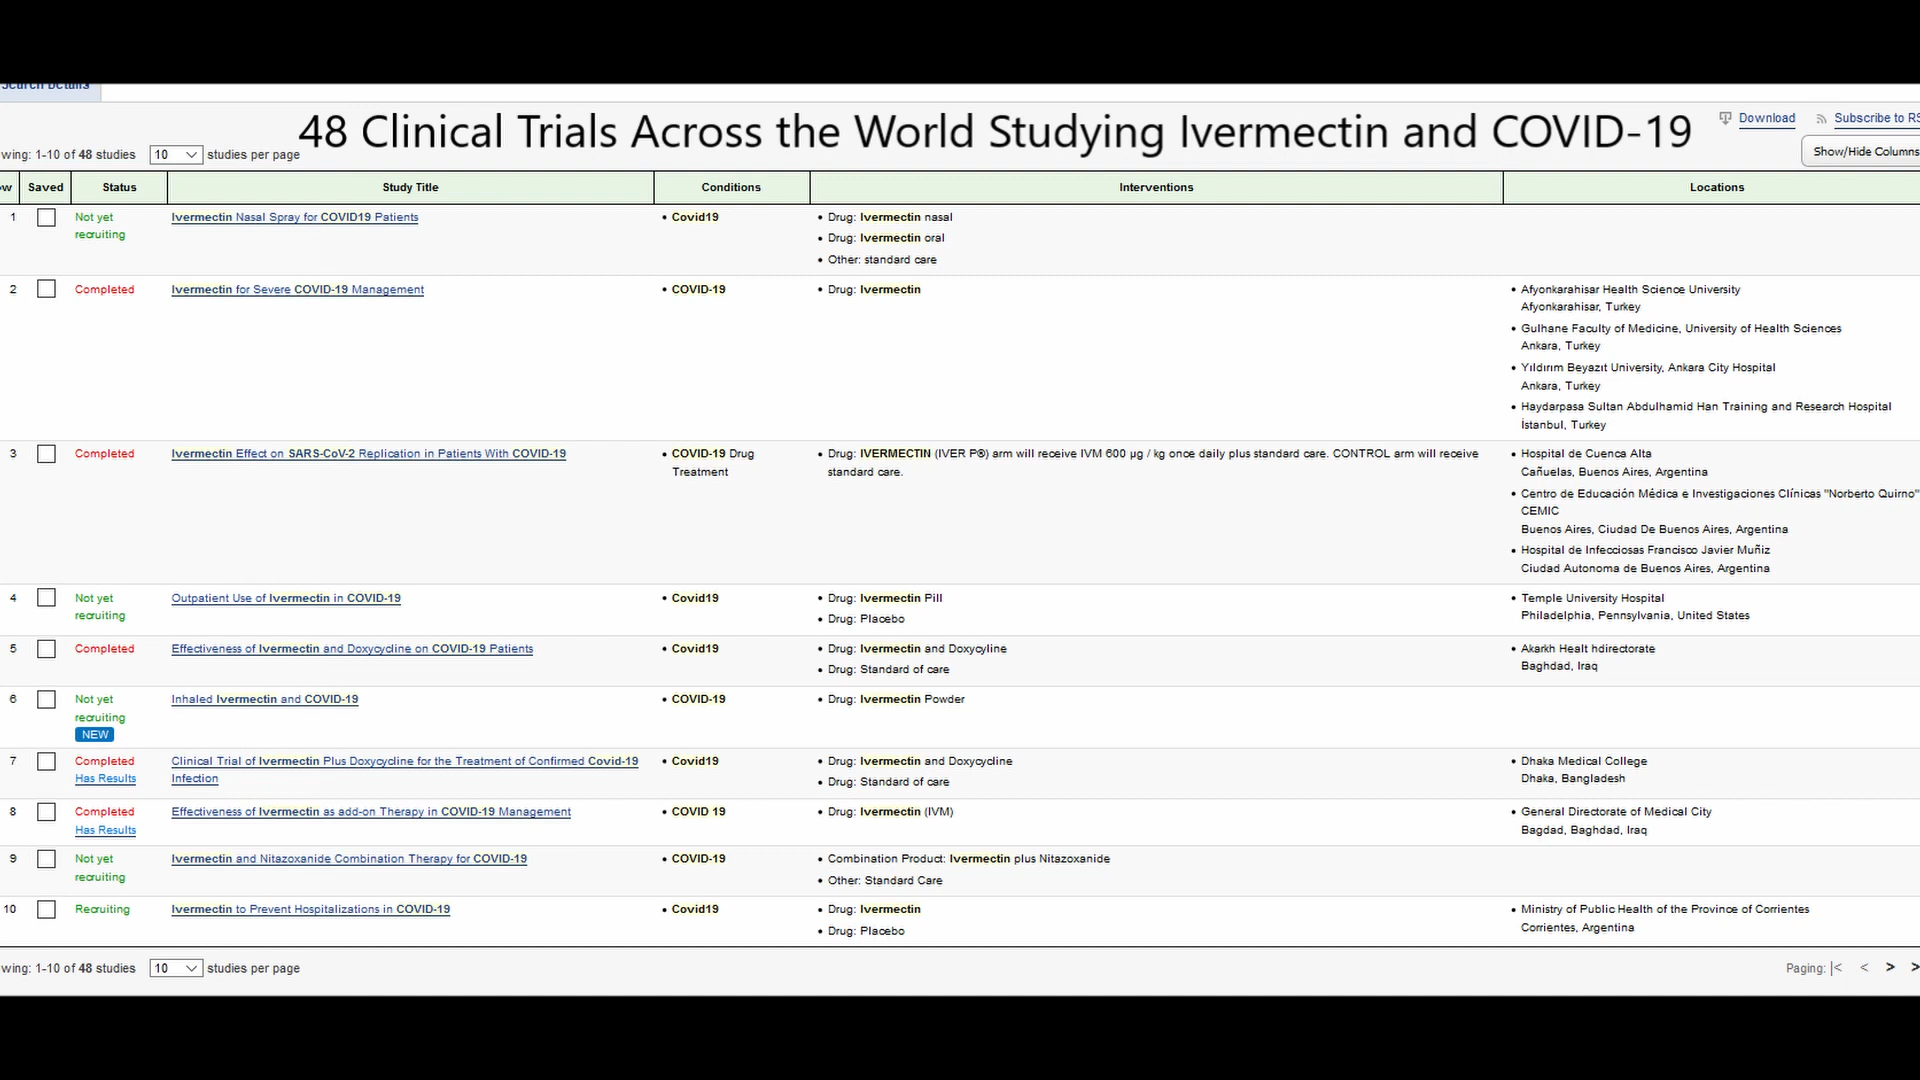 Search Details
48 Clinical Trials Across the World Studying Ivermectin and COVID-19
Download Subscribe to RS
wing: 1-10 of 48 studies 10 studies per page
Show/Hide Columns
ow Saved Status Study Title Conditions Interventions Locations
1 Not yet recruiting Ivermectin Nasal Spray for COVID19 Patients • Covid19 • Drug: Ivermectin nasal
• Drug: Ivermectin oral
• Other: standard care
2 Completed Ivermectin for Severe COVID-19 Management • COVID-19 • Drug: Ivermectin • Afyonkarahisar Health Science University
Afyonkarahisar, Turkey
• Gulhane Faculty of Medicine, University of Health Sciences
Ankara, Turkey
• Yıldırım Beyazıt University, Ankara City Hospital
Ankara, Turkey
• Haydarpasa Sultan Abdulhamid Han Training and Research Hospital
İstanbul, Turkey
3 Completed Ivermectin Effect on SARS-CoV-2 Replication in Patients With COVID-19 • COVID-19 Drug Treatment • Drug: IVERMECTIN (IVER P®) arm will receive IVM 600 µg / kg once daily plus standard care. CONTROL arm will receive standard care. • Hospital de Cuenca Alta
Cañuelas, Buenos Aires, Argentina
• Centro de Educación Médica e Investigaciones Clínicas "Norberto Quirno"
CEMIC
Buenos Aires, Ciudad De Buenos Aires, Argentina
• Hospital de Infecciosas Francisco Javier Muñiz
Ciudad Autonoma de Buenos Aires, Argentina
4 Not yet recruiting Outpatient Use of Ivermectin in COVID-19 • Covid19 • Drug: Ivermectin Pill • Temple University Hospital
• Drug: Placebo Philadelphia, Pennsylvania, United States
5 Completed Effectiveness of Ivermectin and Doxycycline on COVID-19 Patients • Covid19 • Drug: Ivermectin and Doxycyline • Akarkh Healt hdirectorate
• Drug: Standard of care Baghdad, Iraq
6 Not yet recruiting Inhaled Ivermectin and COVID-19 • COVID-19 • Drug: Ivermectin Powder
NEW
7 Completed Clinical Trial of Ivermectin Plus Doxycycline for the Treatment of Confirmed Covid-19 Infection • Covid19 • Drug: Ivermectin and Doxycycline • Dhaka Medical College
Has Results • Drug: Standard of care Dhaka, Bangladesh
8 Completed Effectiveness of Ivermectin as add-on Therapy in COVID-19 Management • COVID 19 • Drug: Ivermectin (IVM) • General Directorate of Medical City
Has Results Bagdad, Baghdad, Iraq
9 Not yet recruiting Ivermectin and Nitazoxanide Combination Therapy for COVID-19 • COVID-19 • Combination Product: Ivermectin plus Nitazoxanide
• Other: Standard Care
10 Recruiting Ivermectin to Prevent Hospitalizations in COVID-19 • Covid19 • Drug: Ivermectin • Ministry of Public Health of the Province of Corrientes
• Drug: Placebo Corrientes, Argentina
wing: 1-10 of 48 studies 10 studies per page Paging: |< < > >